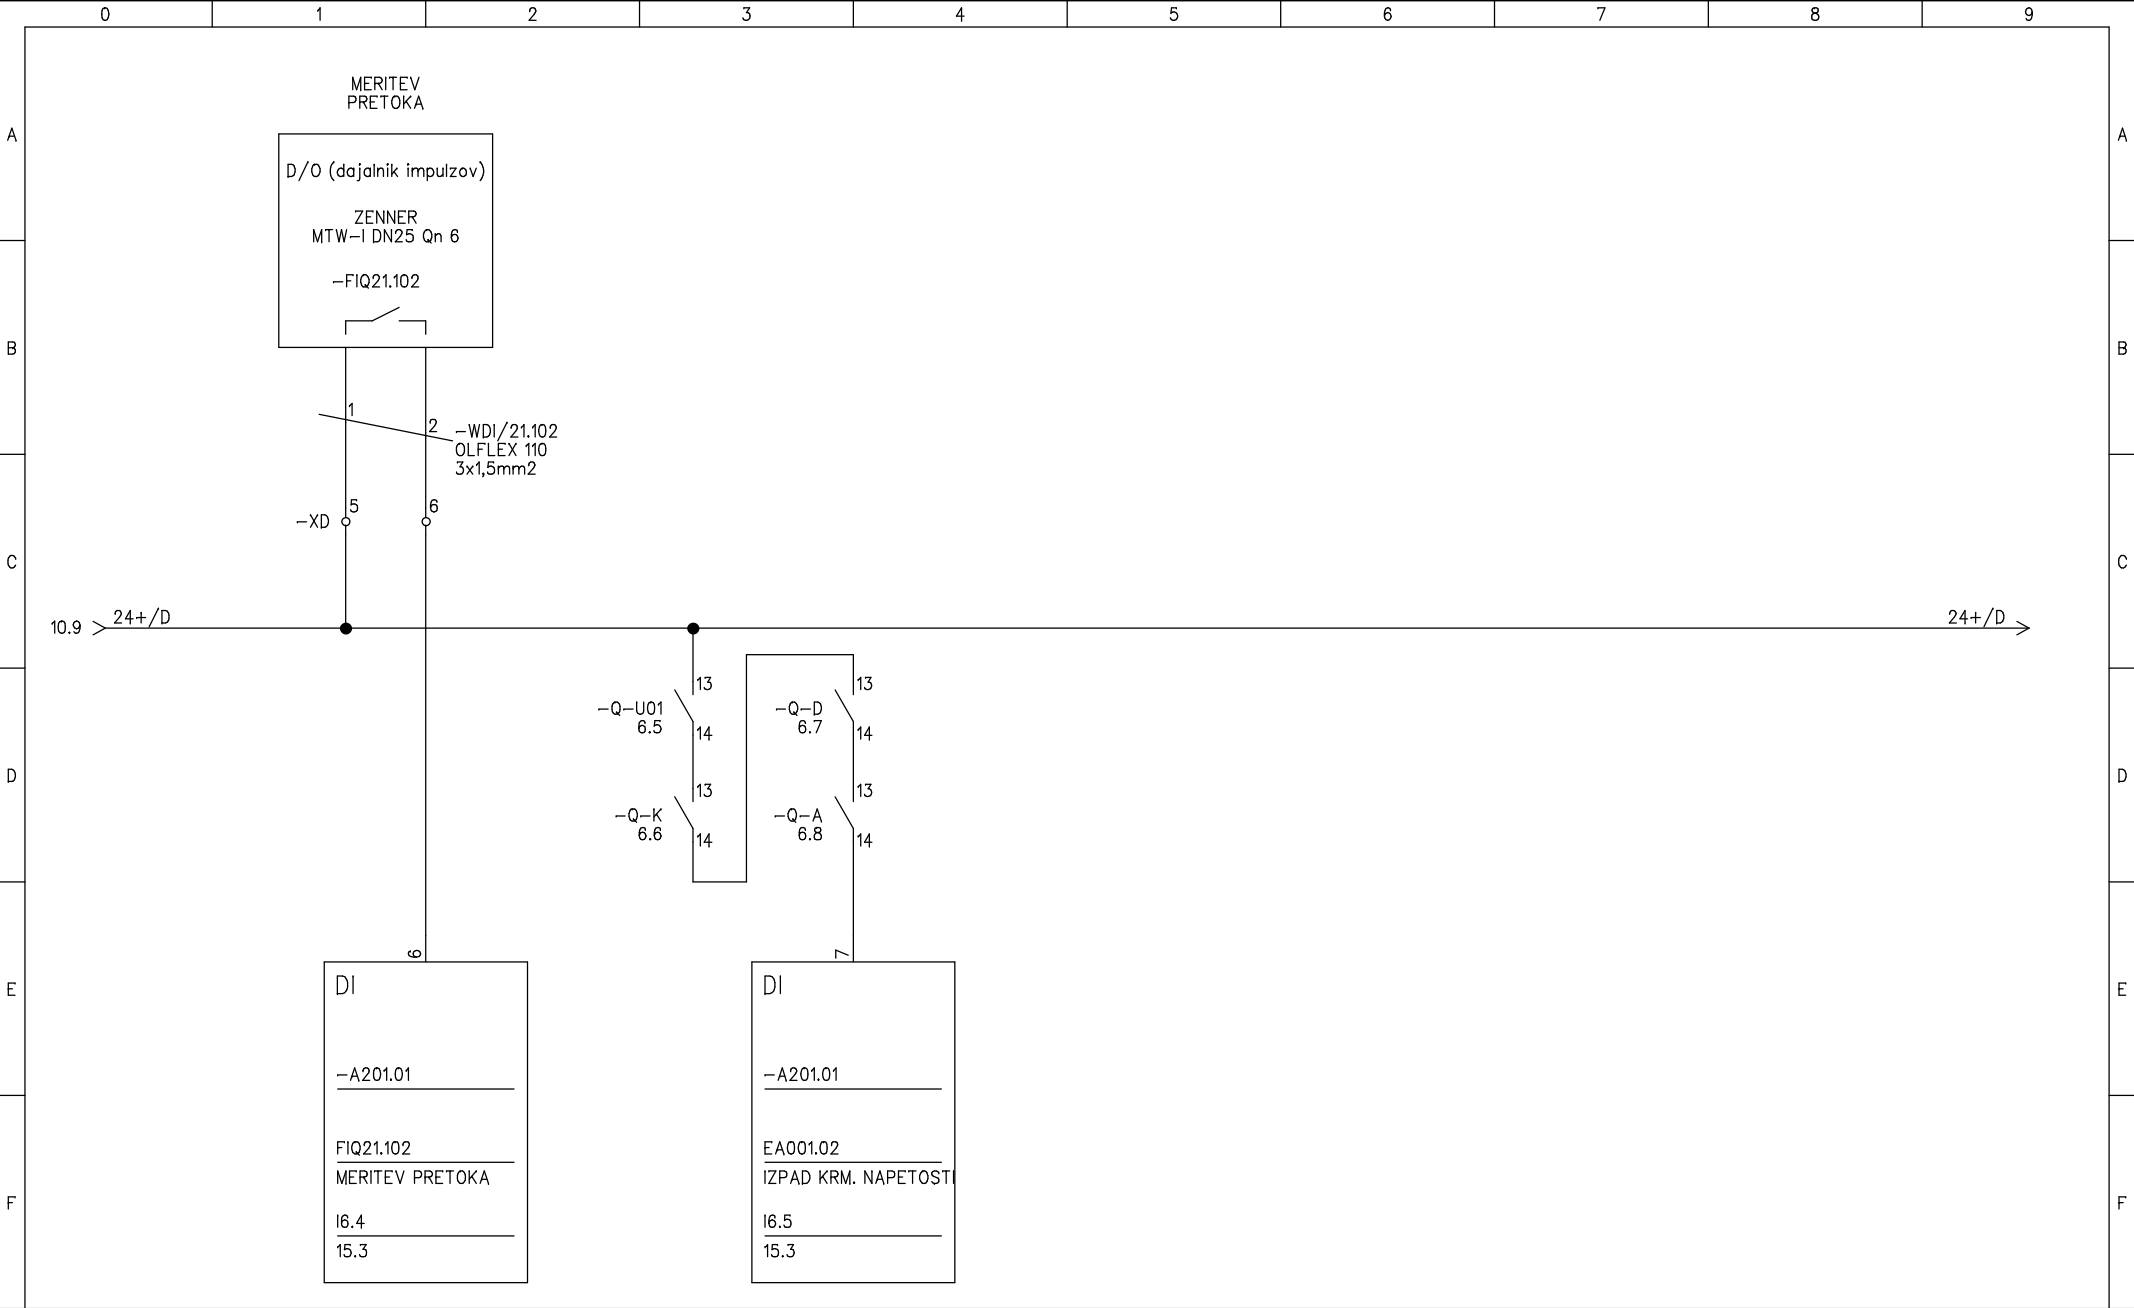 0 1 2 3 4 5 6 7 8 9
MERITEV
PRETOKA
A A
D/O (dajalnik impulzov)
ZENNER
MTW-I DN25 Qn 6
-FIQ21.102
B B
1
2
-WDI/21.102
OLFLEX 110
3x1,5mm2
5 6
-XD
C C
10.9 24+/D 24+/D
13 13
-Q-U01 -Q-D
6.5 6.7
14 14
D D
13 13
-Q-K -Q-A
6.6 6.8
14 14
6 7
E E
DI DI
-A201.01 -A201.01
FIQ21.102 EA001.02
MERITEV PRETOKA IZPAD KRM. NAPETOSTI
F F
I6.4 I6.5
15.3 15.3